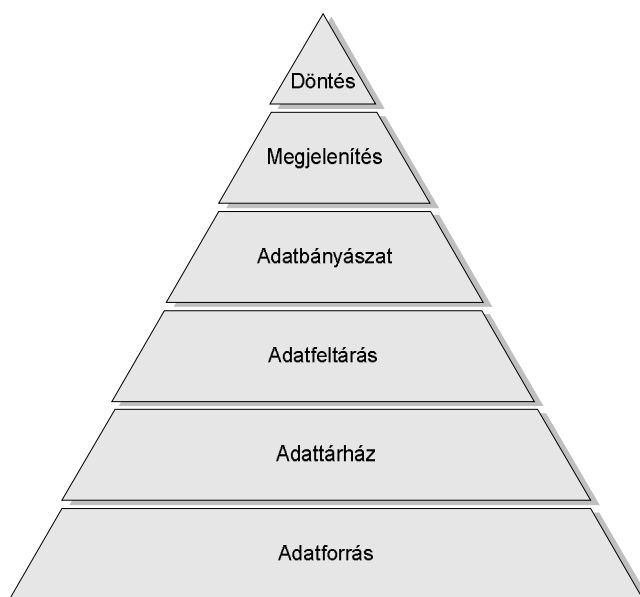 Döntés
Megjelenítés
Adatbányászat
Adatfeltárás
Adattárház
Adatforrás